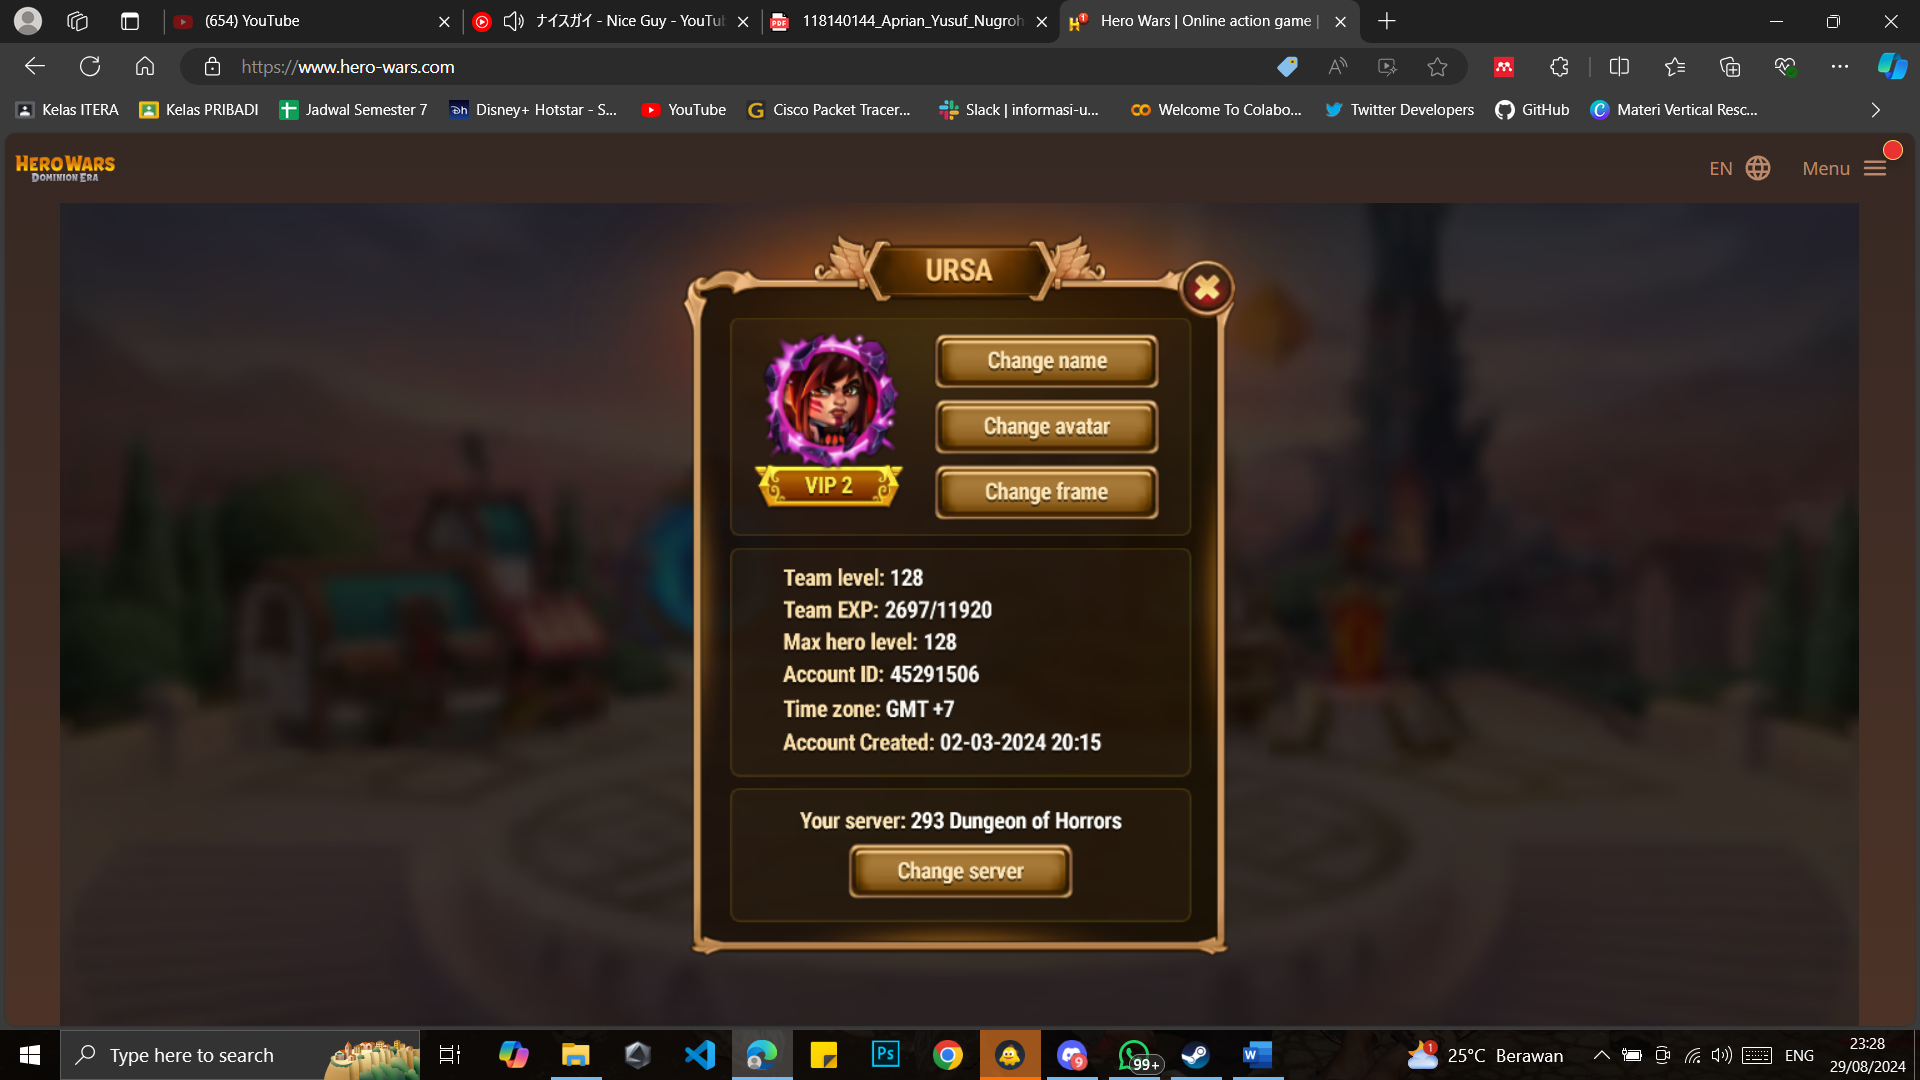 (654) YouTube
ナイスガイ - Nice Guy - YouTub
118140144_Aprian_Yusuf_Nugroh
Hero Wars | Online action game |
https://www.hero-wars.com
Kelas ITERA
Kelas PRIBADI
Jadwal Semester 7
Disney+ Hotstar - S...
YouTube
Cisco Packet Tracer...
Slack | informasi-u...
Welcome To Colabo...
Twitter Developers
GitHub
Materi Vertical Resc...
HERO WARS
DOMINION ERA
EN
Menu
URSA
Change name
Change avatar
Change frame
VIP 2
Team level: 128
Team EXP: 2697/11920
Max hero level: 128
Account ID: 45291506
Time zone: GMT +7
Account Created: 02-03-2024 20:15
Your server: 293 Dungeon of Horrors
Change server
Type here to search
Ps
9
99+
W
1
25°C Berawan
ENG
23:28
29/08/2024